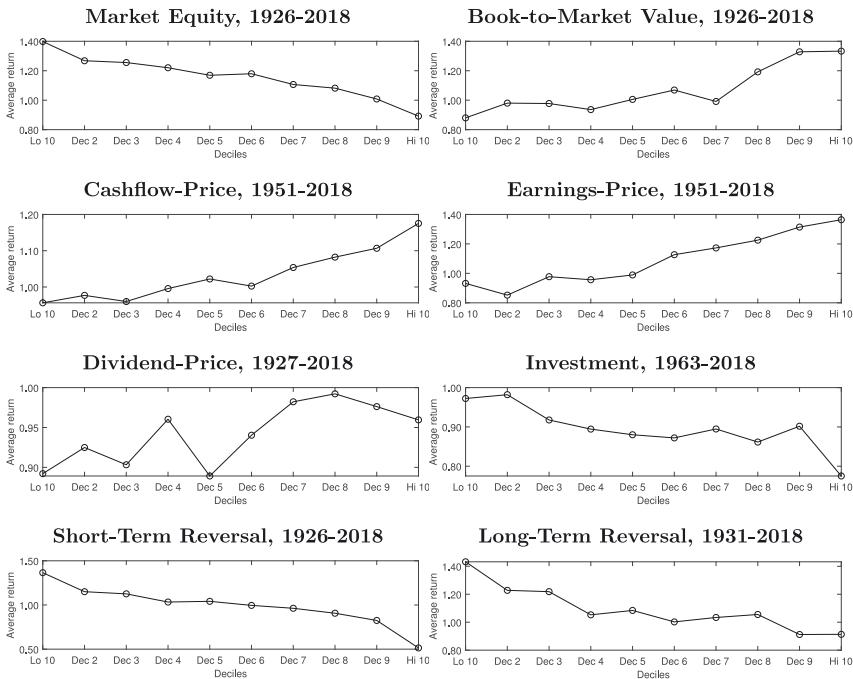 Market Equity, 1926-2018
Average return
1.40
1.20
1.00
0.80
Lo 10 Dec 2 Dec 3 Dec 4 Dec 5 Dec 6 Dec 7 Dec 8 Dec 9 Hi 10
Deciles
Book-to-Market Value, 1926-2018
Average return
1.40
1.20
1.00
0.80
Lo 10 Dec 2 Dec 3 Dec 4 Dec 5 Dec 6 Dec 7 Dec 8 Dec 9 Hi 10
Deciles
Cashflow-Price, 1951-2018
Average return
1.20
1.10
1.00
Lo 10 Dec 2 Dec 3 Dec 4 Dec 5 Dec 6 Dec 7 Dec 8 Dec 9 Hi 10
Deciles
Earnings-Price, 1951-2018
Average return
1.40
1.20
1.00
0.80
Lo 10 Dec 2 Dec 3 Dec 4 Dec 5 Dec 6 Dec 7 Dec 8 Dec 9 Hi 10
Deciles
Dividend-Price, 1927-2018
Average return
1.00
0.95
0.90
Lo 10 Dec 2 Dec 3 Dec 4 Dec 5 Dec 6 Dec 7 Dec 8 Dec 9 Hi 10
Deciles
Investment, 1963-2018
Average return
1.00
0.90
0.80
Lo 10 Dec 2 Dec 3 Dec 4 Dec 5 Dec 6 Dec 7 Dec 8 Dec 9 Hi 10
Deciles
Short-Term Reversal, 1926-2018
Average return
1.50
1.00
0.50
Lo 10 Dec 2 Dec 3 Dec 4 Dec 5 Dec 6 Dec 7 Dec 8 Dec 9 Hi 10
Deciles
Long-Term Reversal, 1931-2018
Average return
1.40
1.20
1.00
0.80
Lo 10 Dec 2 Dec 3 Dec 4 Dec 5 Dec 6 Dec 7 Dec 8 Dec 9 Hi 10
Deciles